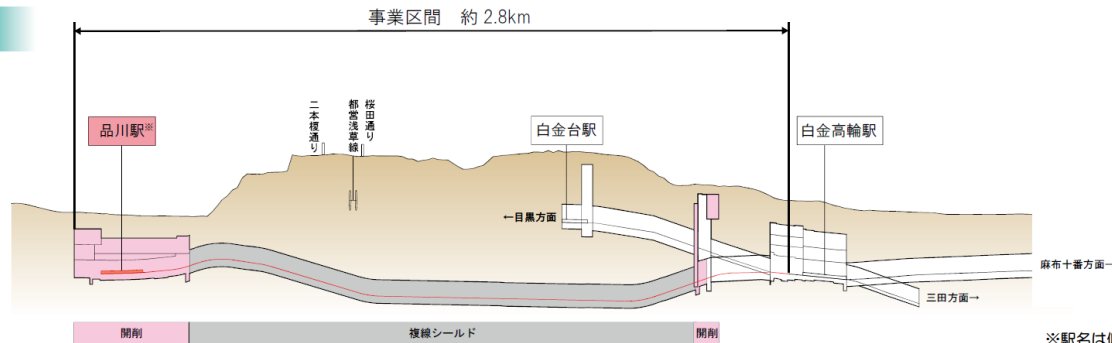 事業区間　約 2.8km
品川駅※
二本榎通り
都営浅草線
桜田通り
白金台駅
白金高輪駅
←目黒方面
麻布十番方面→
三田方面→
開削
複線シールド
開削
※駅名は